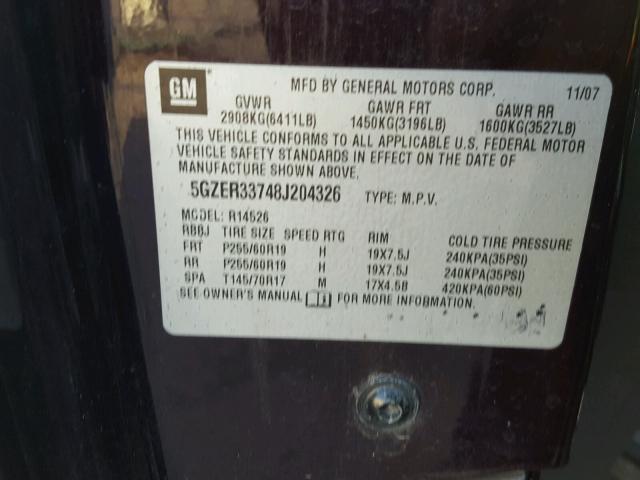 GM MFD BY GENERAL MOTORS CORP. 11/07
GVWR GAWR FRT GAWR RR
2908KG(6411LB) 1450KG(3196LB) 1600KG(3527LB)
THIS VEHICLE CONFORMS TO ALL APPLICABLE U.S. FEDERAL MOTOR
VEHICLE SAFETY STANDARDS IN EFFECT ON THE DATE OF
MANUFACTURE SHOWN ABOVE.
5GZER33748J204326 TYPE: M.P.V.
MODEL: R14526
RBBJ TIRE SIZE SPEED RTG RIM COLD TIRE PRESSURE
FRT P255/60R19 H 19X7.5J 240KPA(35PSI)
RR P255/60R19 H 19X7.5J 240KPA(35PSI)
SPA T145/70R17 M 17X4.5B 420KPA(60PSI)
SEE OWNER'S MANUAL FOR MORE INFORMATION.